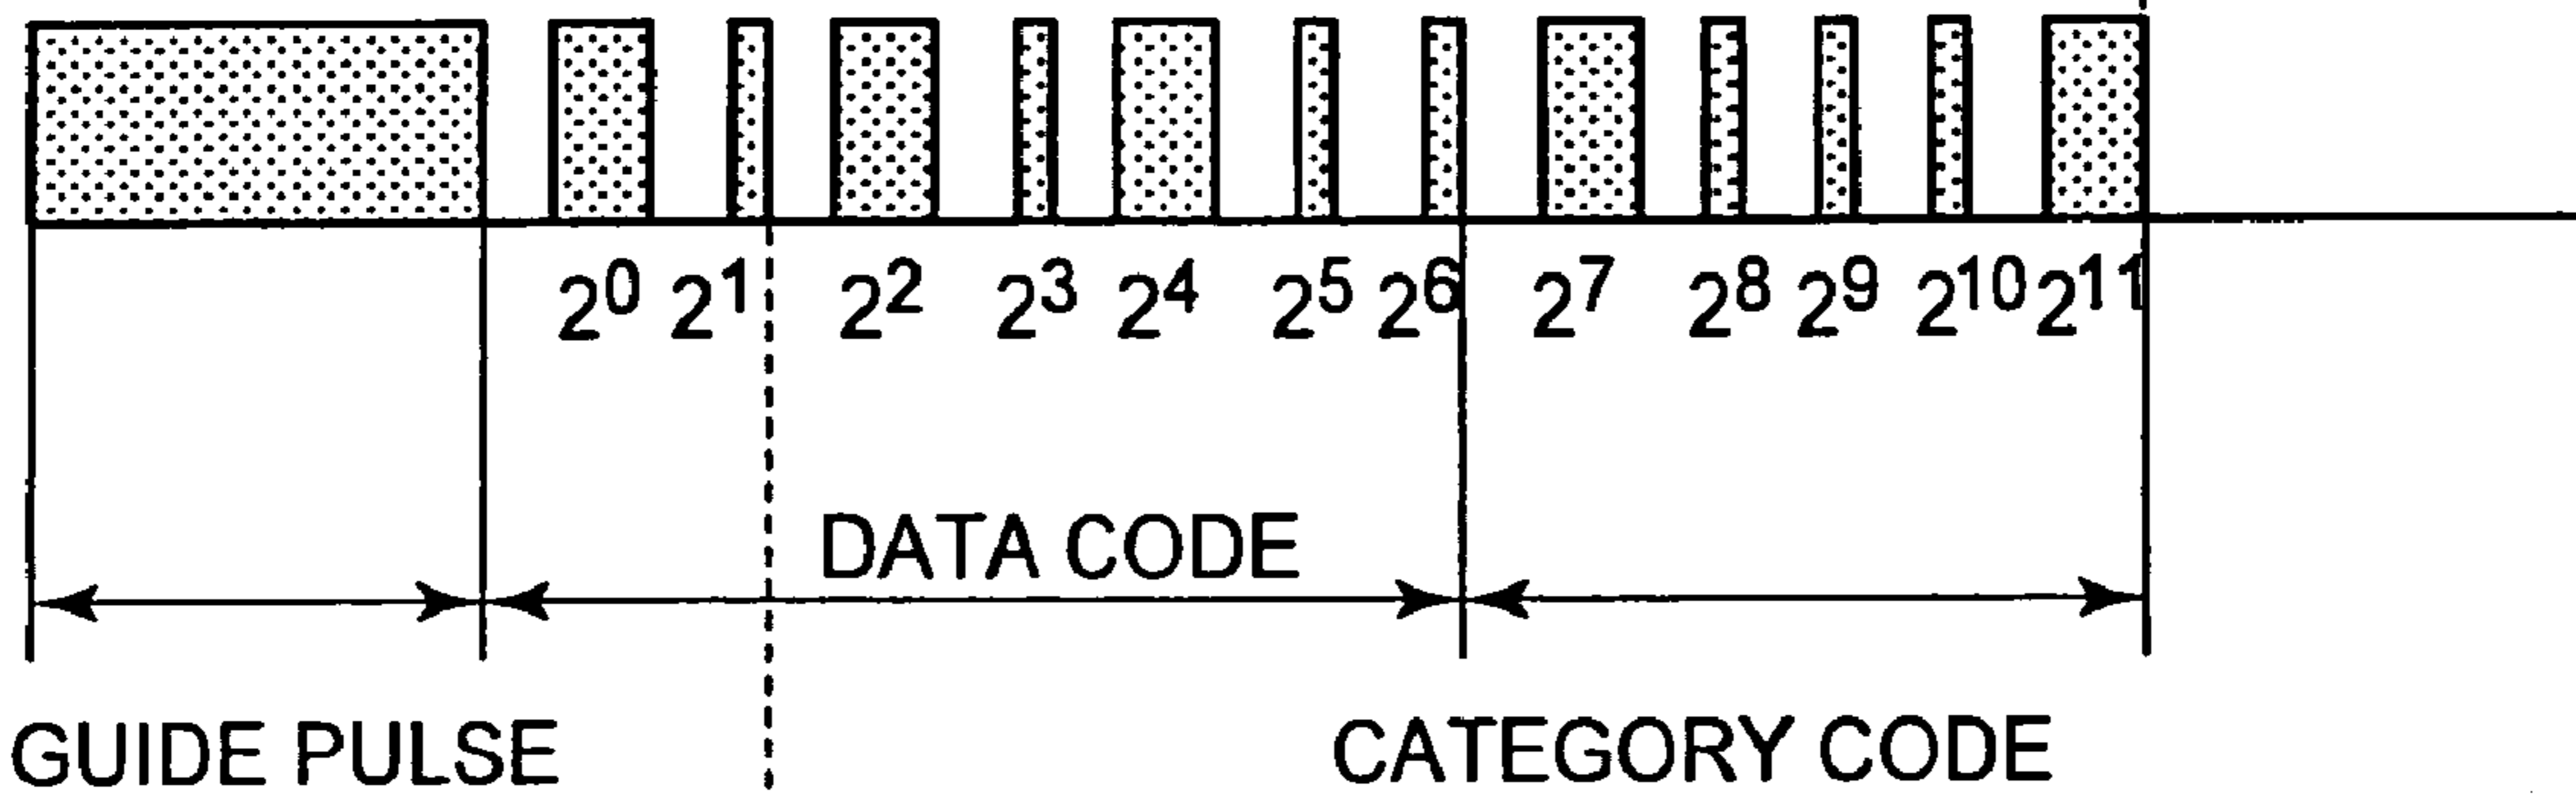 2⁰ 2¹ 2² 2³ 2⁴ 2⁵ 2⁶ 2⁷ 2⁸ 2⁹ 2¹⁰ 2¹¹
DATA CODE
GUIDE PULSE CATEGORY CODE